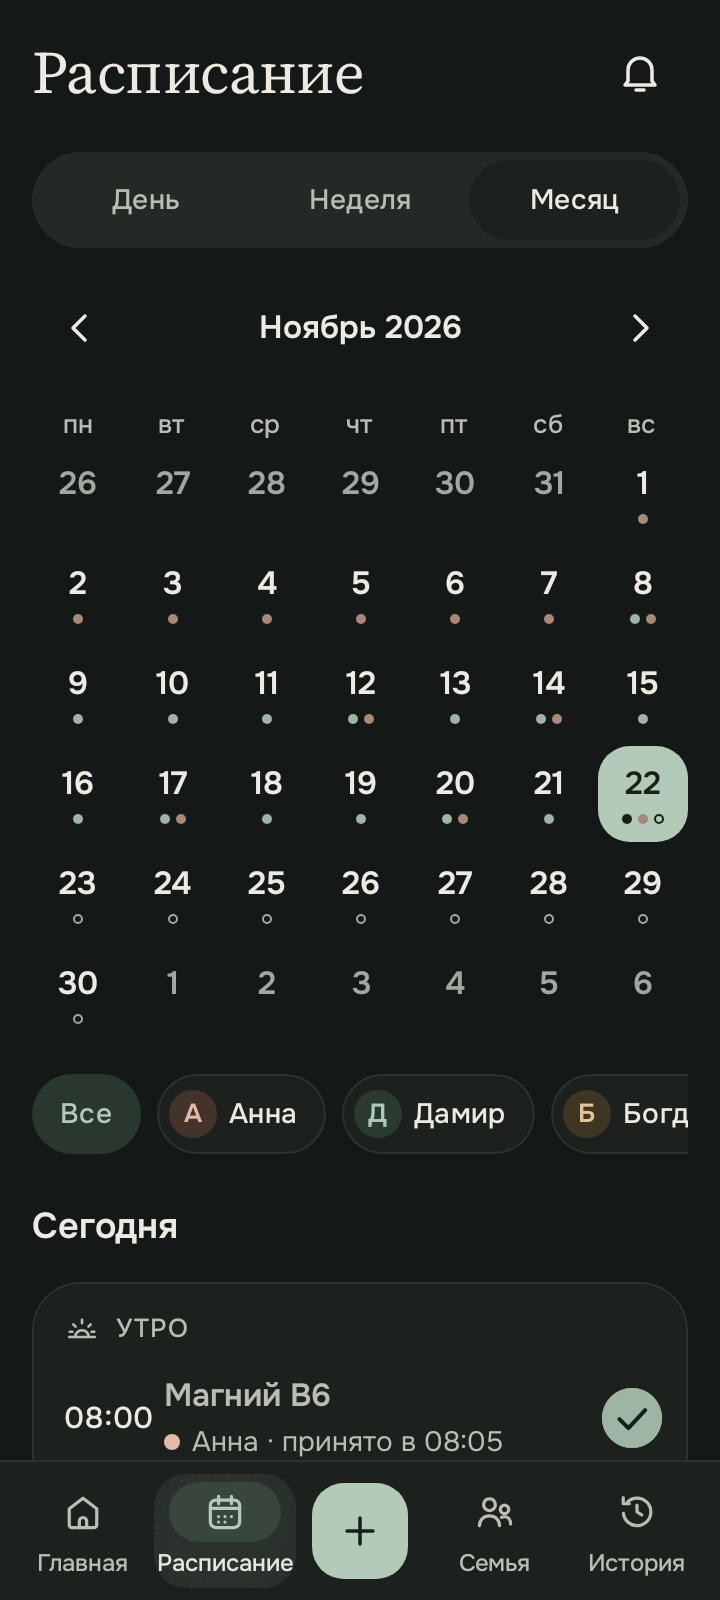 Расписание
День Неделя Месяц
Ноябрь 2026
пн вт ср чт пт сб вс
26 27 28 29 30 31 1
2 3 4 5 6 7 8
9 10 11 12 13 14 15
16 17 18 19 20 21 22
23 24 25 26 27 28 29
30 1 2 3 4 5 6
Все А Анна Д Дамир Б Богд
Сегодня
УТРО
08:00 Магний B6
Анна · принято в 08:05
Главная Расписание Семья История